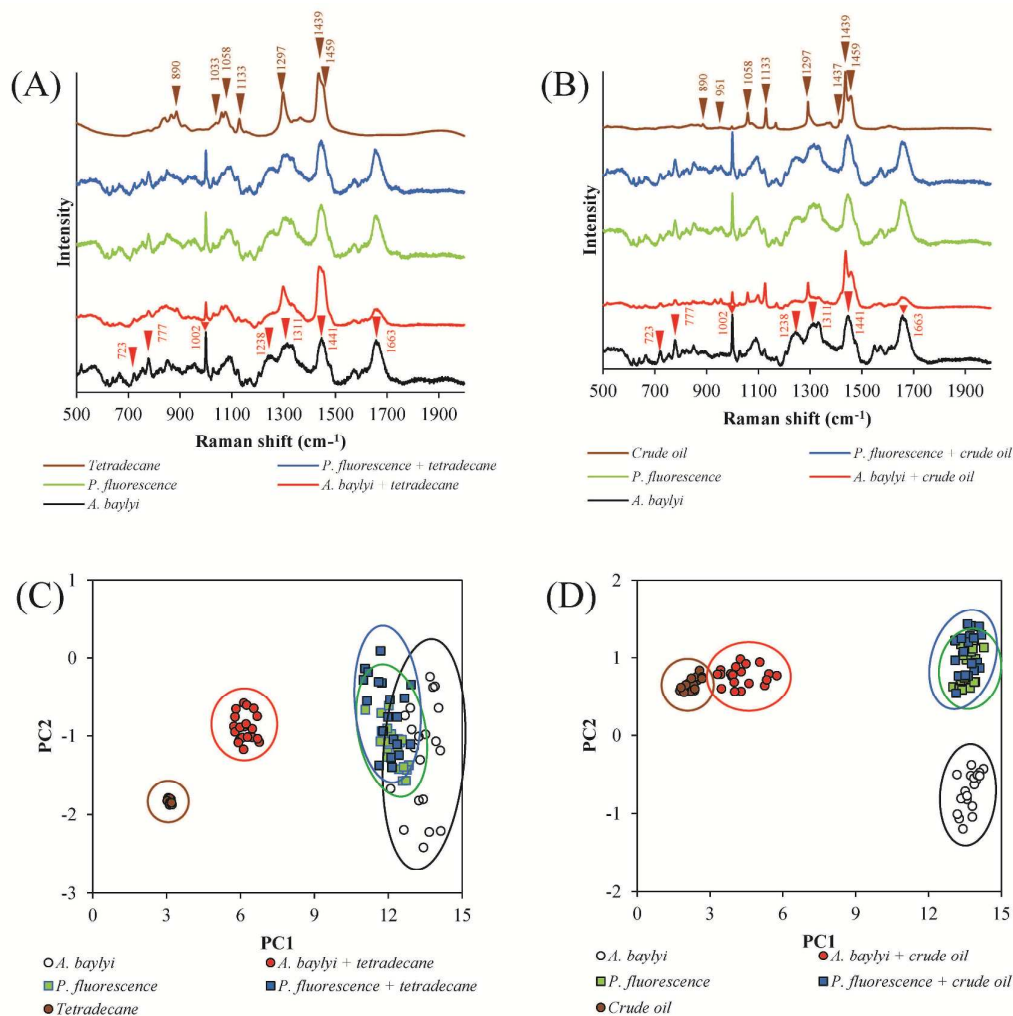 (A)
890
1033
1058
1133
1297
1439
1459
723
777
1002
1238
1311
1441
1663
Intensity
500 700 900 1100 1300 1500 1700 1900
Raman shift (cm-1)
Tetradecane
P. fluorescence + tetradecane
P. fluorescence
A. baylyi + tetradecane
A. baylyi
(B)
890
951
1058
1133
1297
1437
1439
1459
723
777
1002
1238
1311
1441
1663
Intensity
500 700 900 1100 1300 1500 1700 1900
Raman shift (cm-1)
Crude oil
P. fluorescence + crude oil
P. fluorescence
A. baylyi + crude oil
A. baylyi
(C)
1
0
-1
-2
-3
PC2
0 3 6 9 12 15
PC1
A. baylyi
A. baylyi + tetradecane
P. fluorescence
P. fluorescence + tetradecane
Tetradecane
(D)
2
1
0
-1
-2
PC2
0 3 6 9 12 15
PC1
A. baylyi
A. baylyi + crude oil
P. fluorescence
P. fluorescence + crude oil
Crude oil